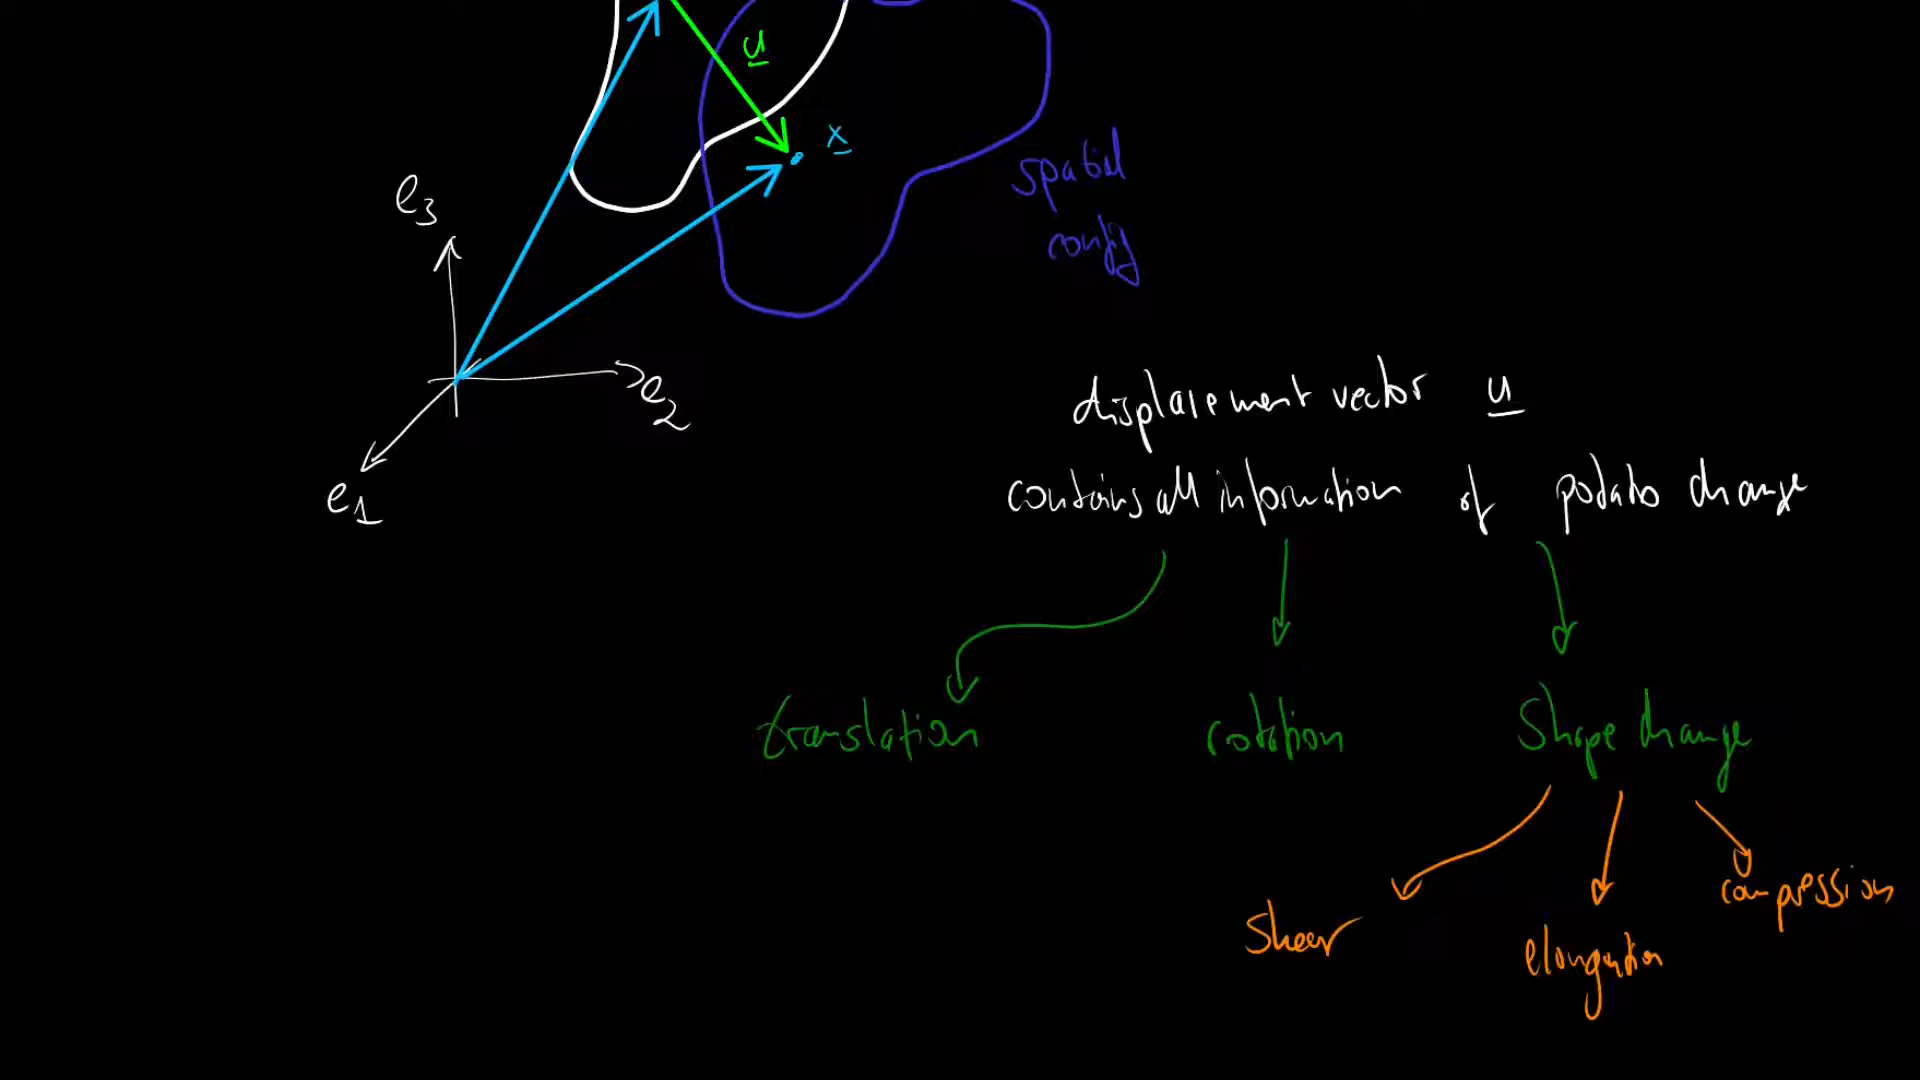 u
x
spatial
config
e3
e2
e1
displacement vector u
contains all information of potato change
translation rotation Shape change
Shear elongation compression